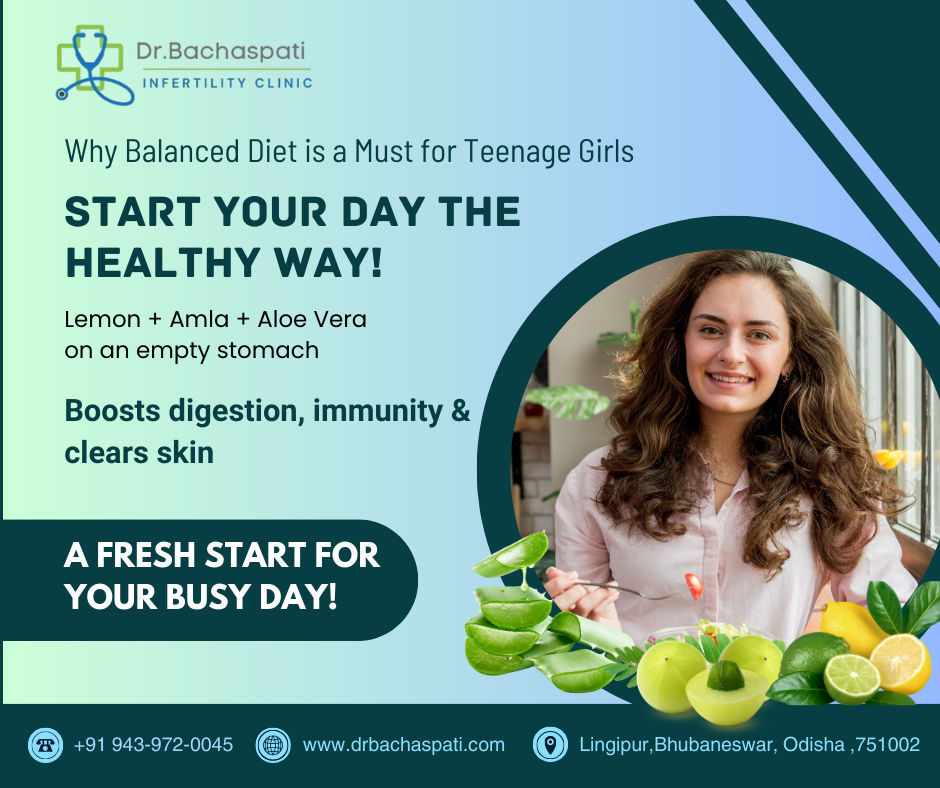 Dr.Bachaspati
INFERTILITY CLINIC
Why Balanced Diet is a Must for Teenage Girls
START YOUR DAY THE
HEALTHY WAY!
Lemon + Amla + Aloe Vera
on an empty stomach
Boosts digestion, immunity &
clears skin
A FRESH START FOR
YOUR BUSY DAY!
+91 943-972-0045
www.drbachaspati.com
Lingipur,Bhubaneswar, Odisha ,751002